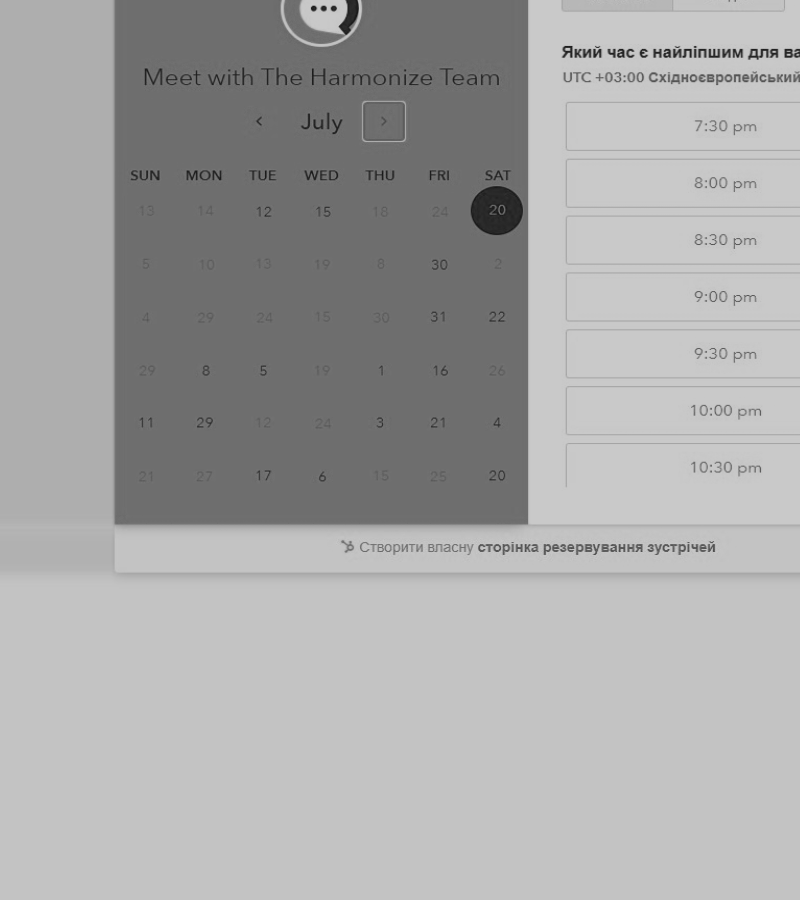 Meet with The Harmonize Team
July
SUN MON TUE WED THU FRI SAT
13 14 12 15 18 24 20
5 10 13 19 8 30 2
4 29 24 15 30 31 22
29 8 5 19 1 16 26
11 29 12 24 3 21 4
21 27 17 6 15 25 20
Який час є найліпшим для ва
UTC +03:00 Східноєвропейський
7:30 pm
8:00 pm
8:30 pm
9:00 pm
9:30 pm
10:00 pm
10:30 pm
Створити власну сторінка резервування зустрічей